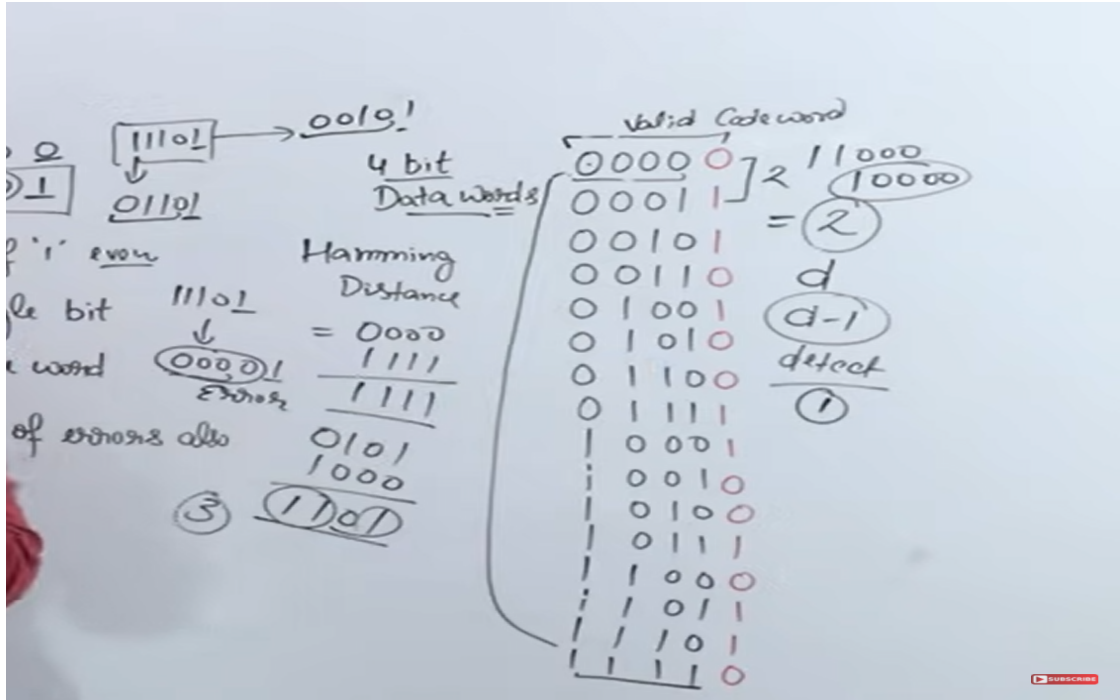 0
1
11101 → 00101
01101
4 bit
Data words
'1' even
Hamming
Distance
bit
11101
↓
00001
Error
word
of errors also
= 0000
1111
1111
0101
1000
③ 1101
Valid Codeword
0000 0
0001 1
0010 1
0011 0
0100 1
0101 0
0110 0
0111 1
1000 1
1001 0
1010 0
1011 1
1100 0
1101 1
1110 1
1111 0
2
11000
10000
= 2
d
d-1
detect
1
SUBSCRIBE